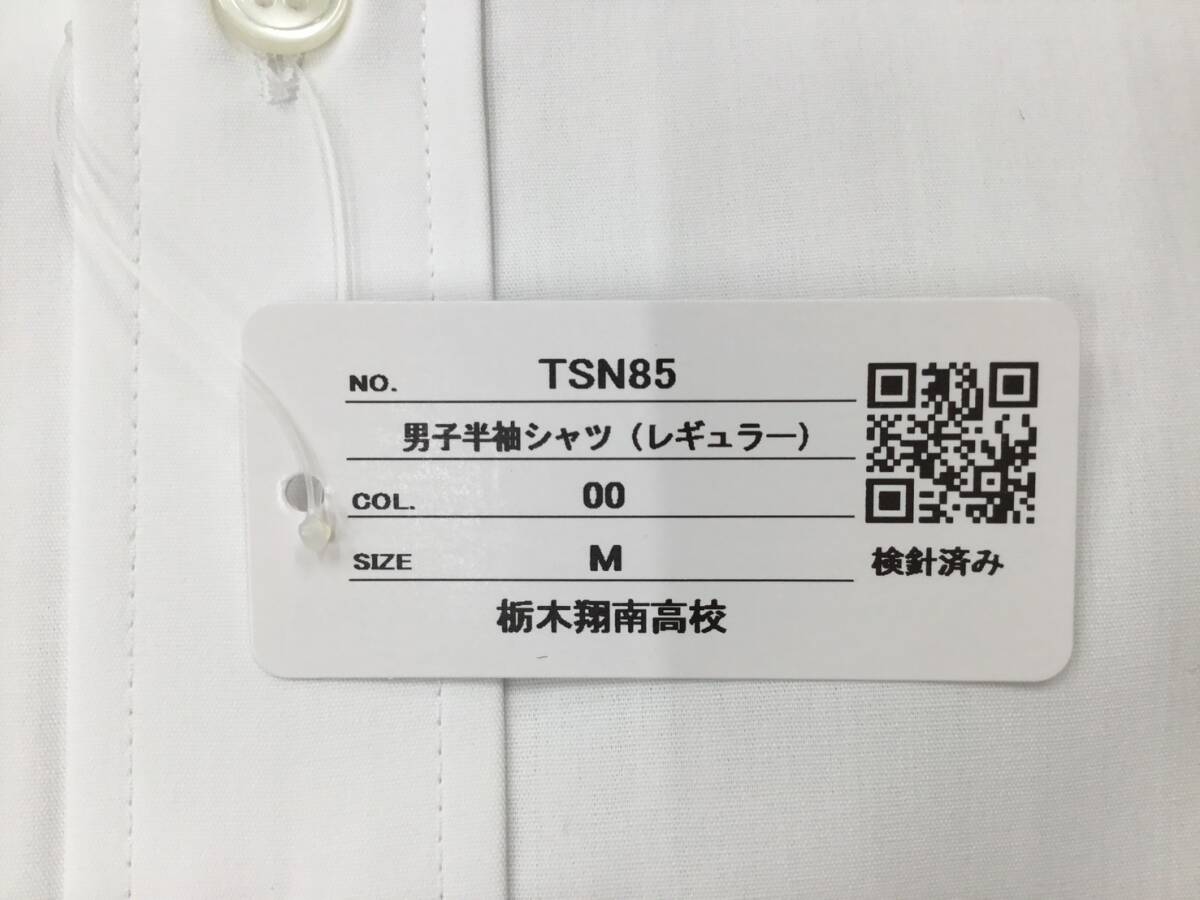 NO. TSN85
男子半袖シャツ（レギュラー）
COL. 00
SIZE M
検針済み
栃木翔南高校